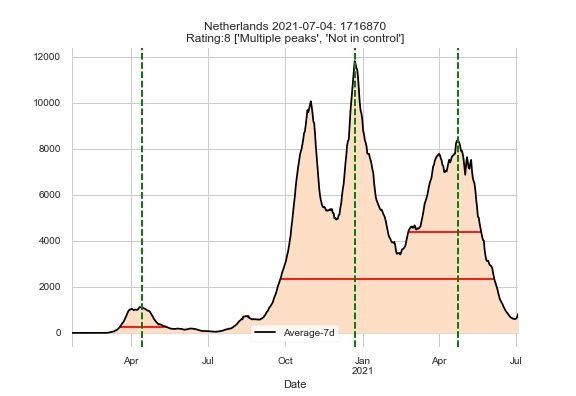 Netherlands 2021-07-04: 1716870
Rating:8 ['Multiple peaks', 'Not in control']
12000
10000
8000
6000
4000
2000
0
Average-7d
Apr Jul Oct Jan Apr Jul
2021
Date